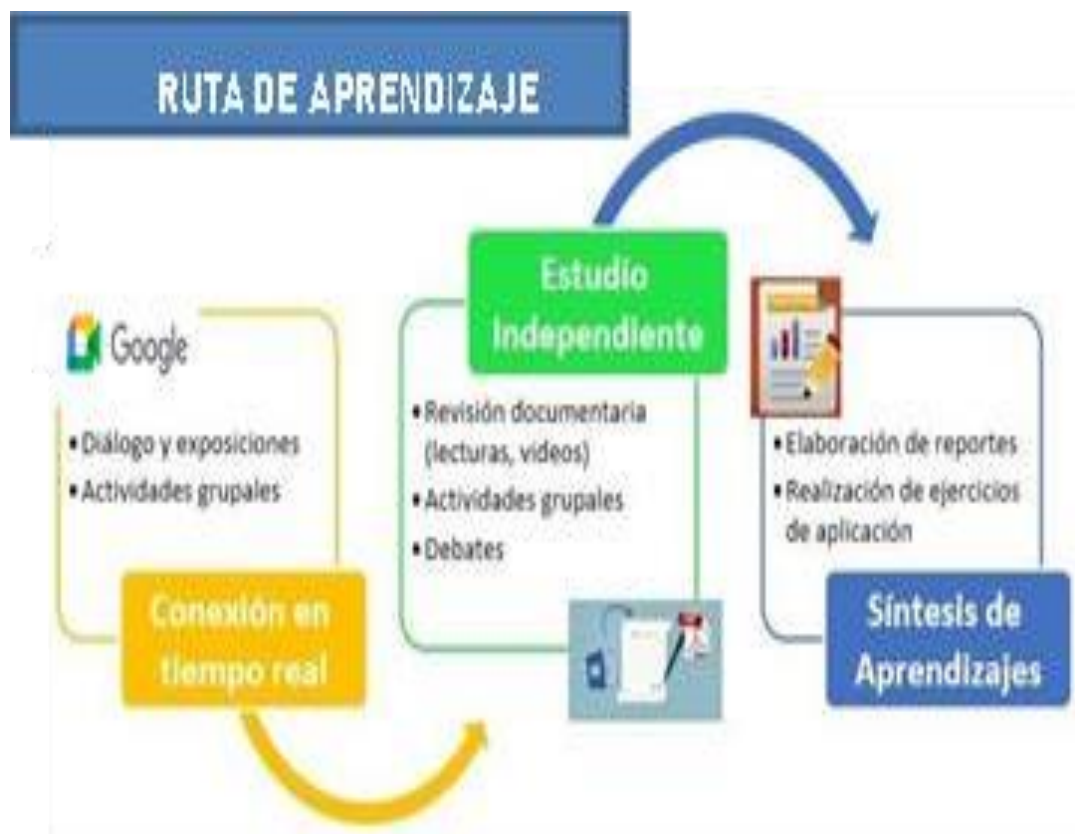 RUTA DE APRENDIZAJE
Google
• Diálogo y exposiciones
• Actividades grupales
Conexión en
tiempo real
Estudio
Independiente
• Revisión documentaria
(lecturas, videos)
• Actividades grupales
• Debates
• Elaboración de reportes
• Realización de ejercicios
de aplicación
Síntesis de
Aprendizajes